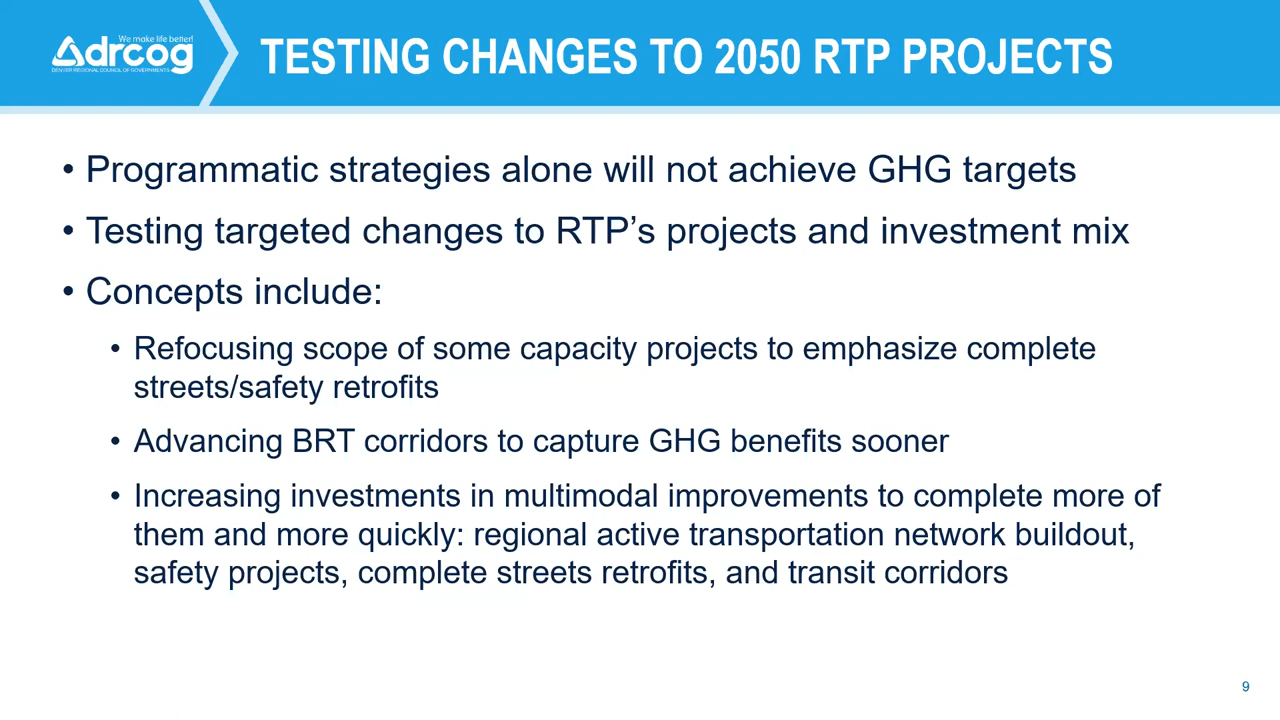 We make life better!
drcog
DENVER REGIONAL COUNCIL OF GOVERNMENTS
TESTING CHANGES TO 2050 RTP PROJECTS
• Programmatic strategies alone will not achieve GHG targets
• Testing targeted changes to RTP’s projects and investment mix
• Concepts include:
• Refocusing scope of some capacity projects to emphasize complete
streets/safety retrofits
• Advancing BRT corridors to capture GHG benefits sooner
• Increasing investments in multimodal improvements to complete more of
them and more quickly: regional active transportation network buildout,
safety projects, complete streets retrofits, and transit corridors
9